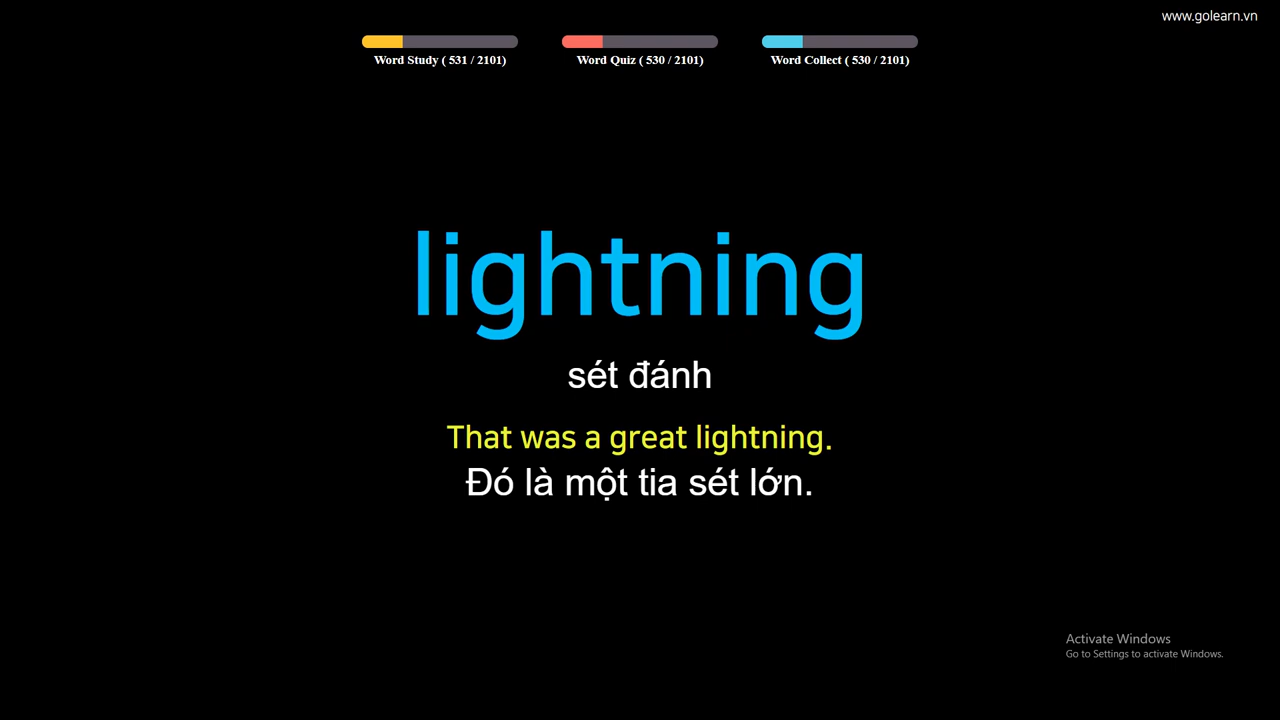 www.golearn.vn
Word Study ( 531 / 2101)
Word Quiz ( 530 / 2101)
Word Collect ( 530 / 2101)
lightning
sét đánh
That was a great lightning.
Đó là một tia sét lớn.
Activate Windows
Go to Settings to activate Windows.